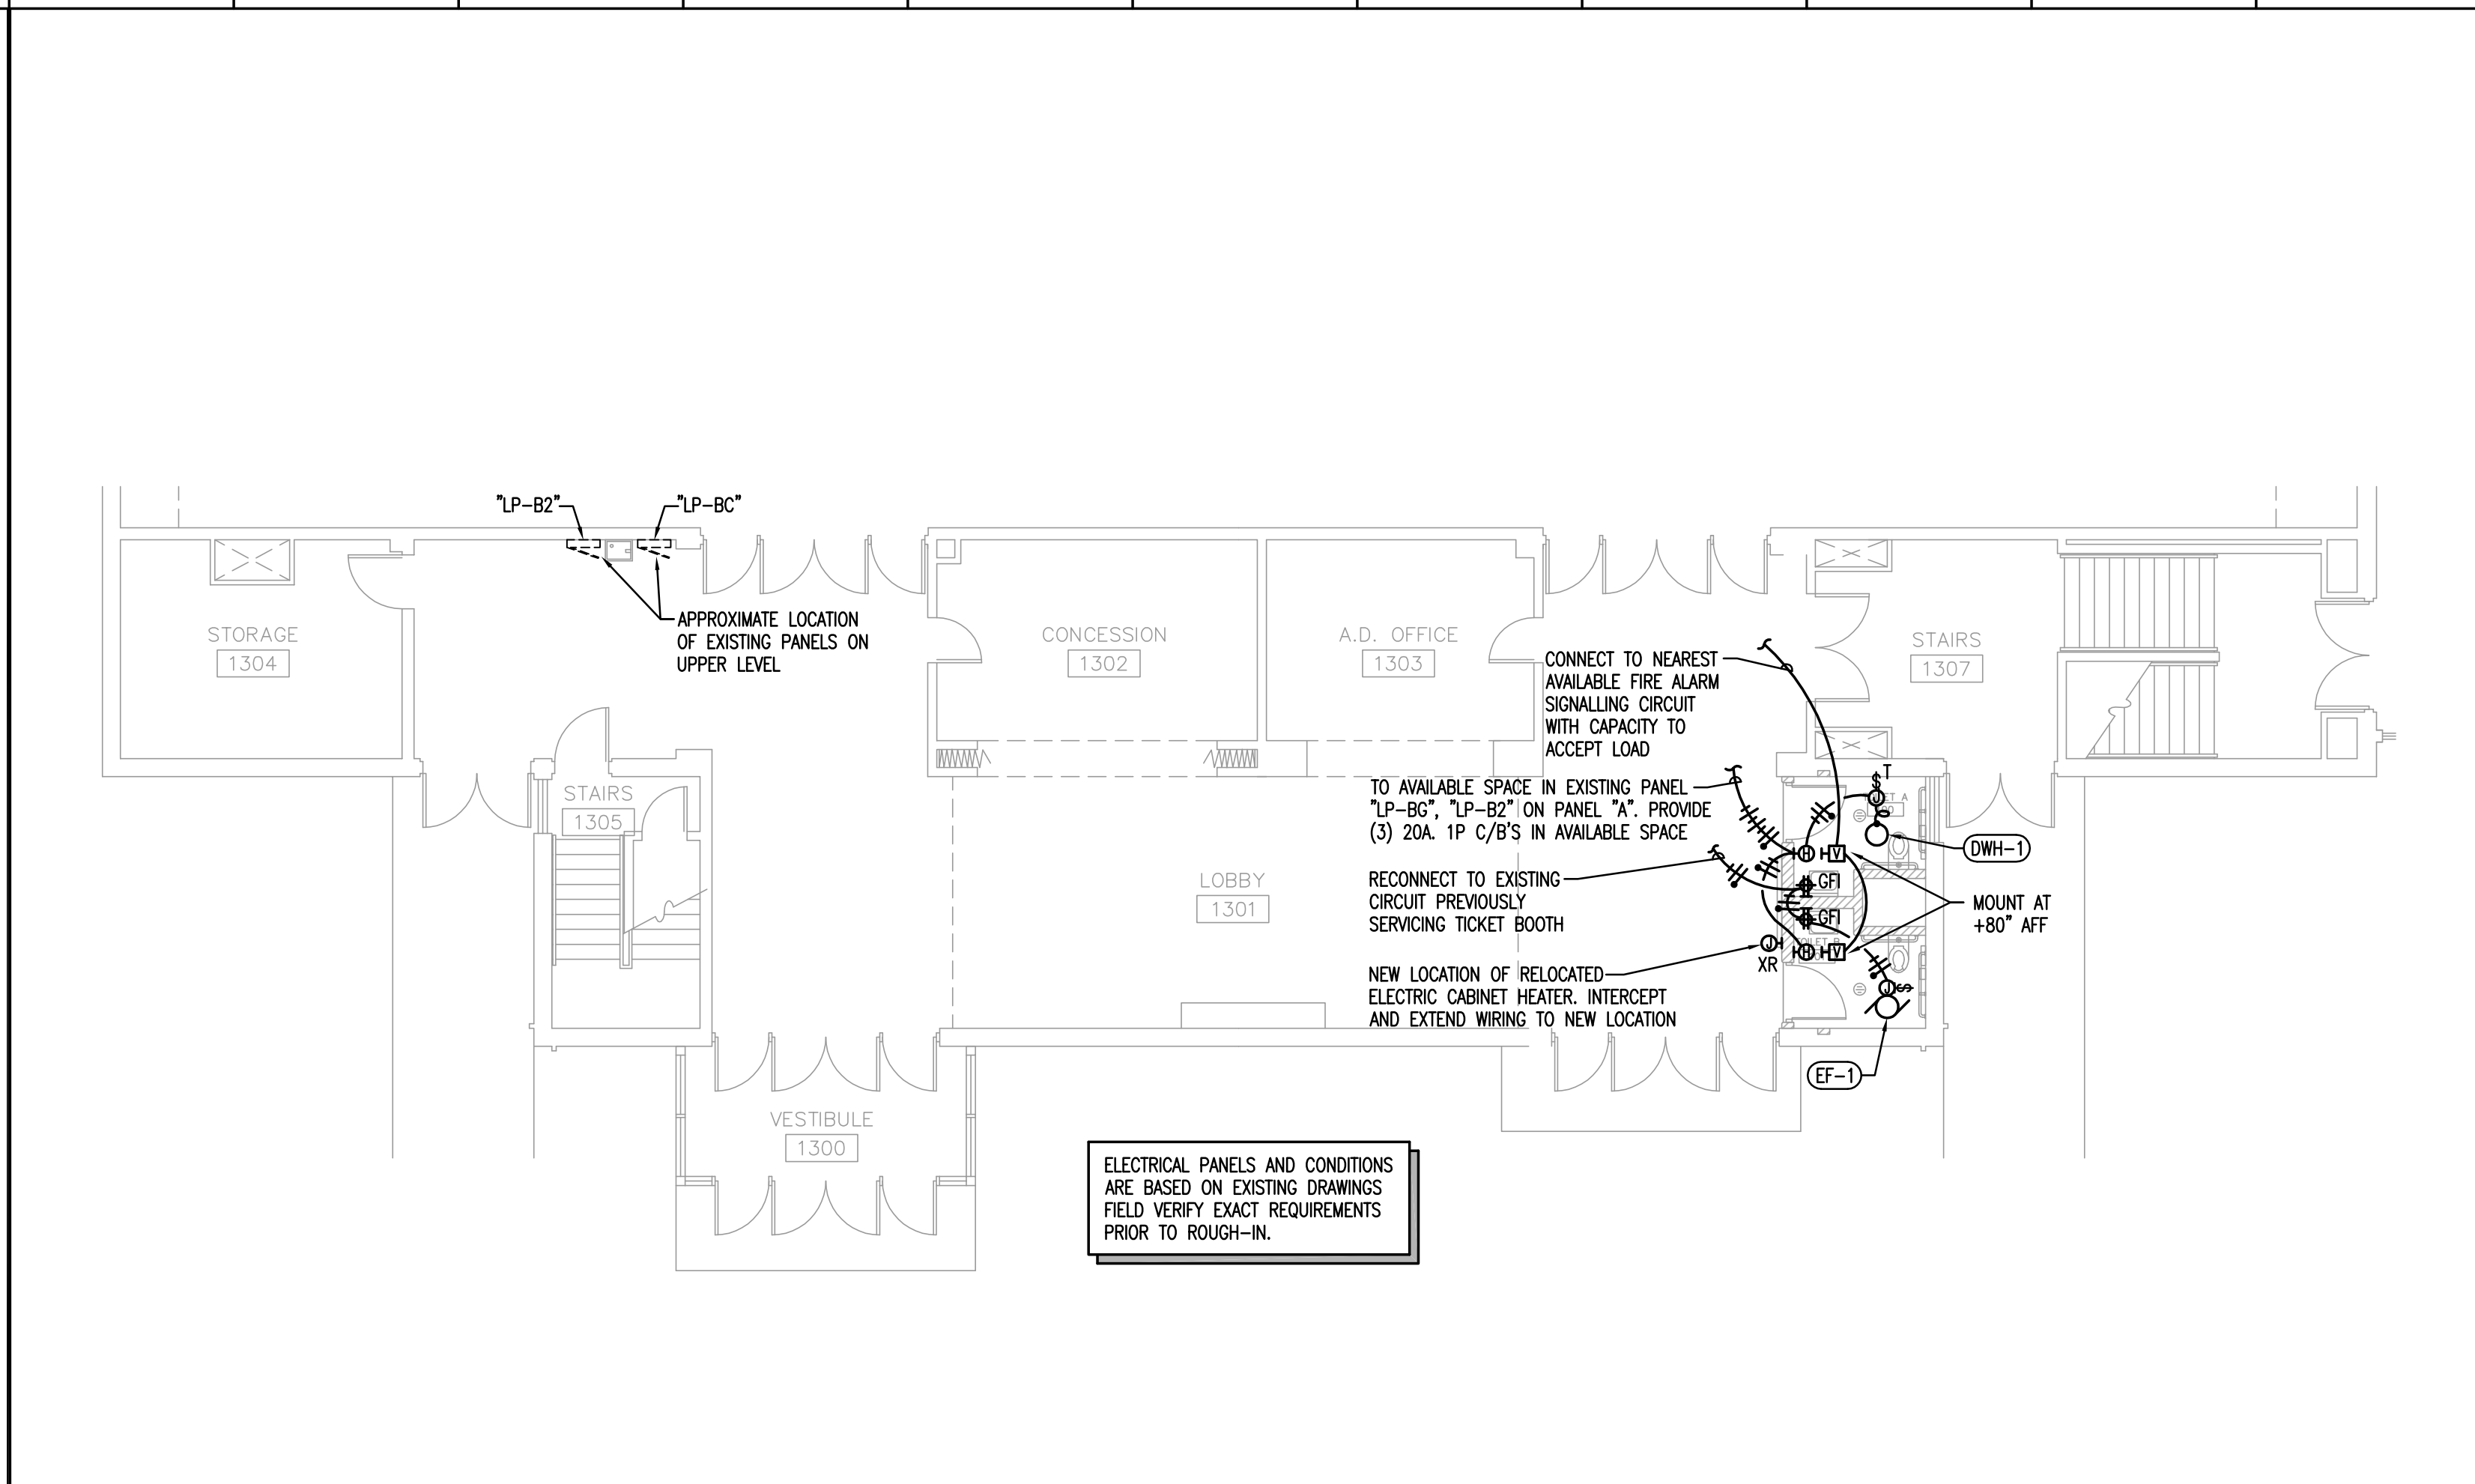 "LP-B2"
"LP-BC"
APPROXIMATE LOCATION
OF EXISTING PANELS ON
UPPER LEVEL
STORAGE
1304
CONCESSION
1302
A.D. OFFICE
1303
STAIRS
1307
CONNECT TO NEAREST
AVAILABLE FIRE ALARM
SIGNALLING CIRCUIT
WITH CAPACITY TO
ACCEPT LOAD
STAIRS
1305
TO AVAILABLE SPACE IN EXISTING PANEL
"LP-BG", "LP-B2" ON PANEL "A". PROVIDE
(3) 20A. 1P C/B'S IN AVAILABLE SPACE
$T
J
A
DWH-1
H
V
LOBBY
1301
RECONNECT TO EXISTING
CIRCUIT PREVIOUSLY
SERVICING TICKET BOOTH
GFI
GFI
MOUNT AT
+80" AFF
J
XR
H
V
NEW LOCATION OF RELOCATED
ELECTRIC CABINET HEATER. INTERCEPT
AND EXTEND WIRING TO NEW LOCATION
J
$
EF-1
VESTIBULE
1300
ELECTRICAL PANELS AND CONDITIONS
ARE BASED ON EXISTING DRAWINGS
FIELD VERIFY EXACT REQUIREMENTS
PRIOR TO ROUGH-IN.